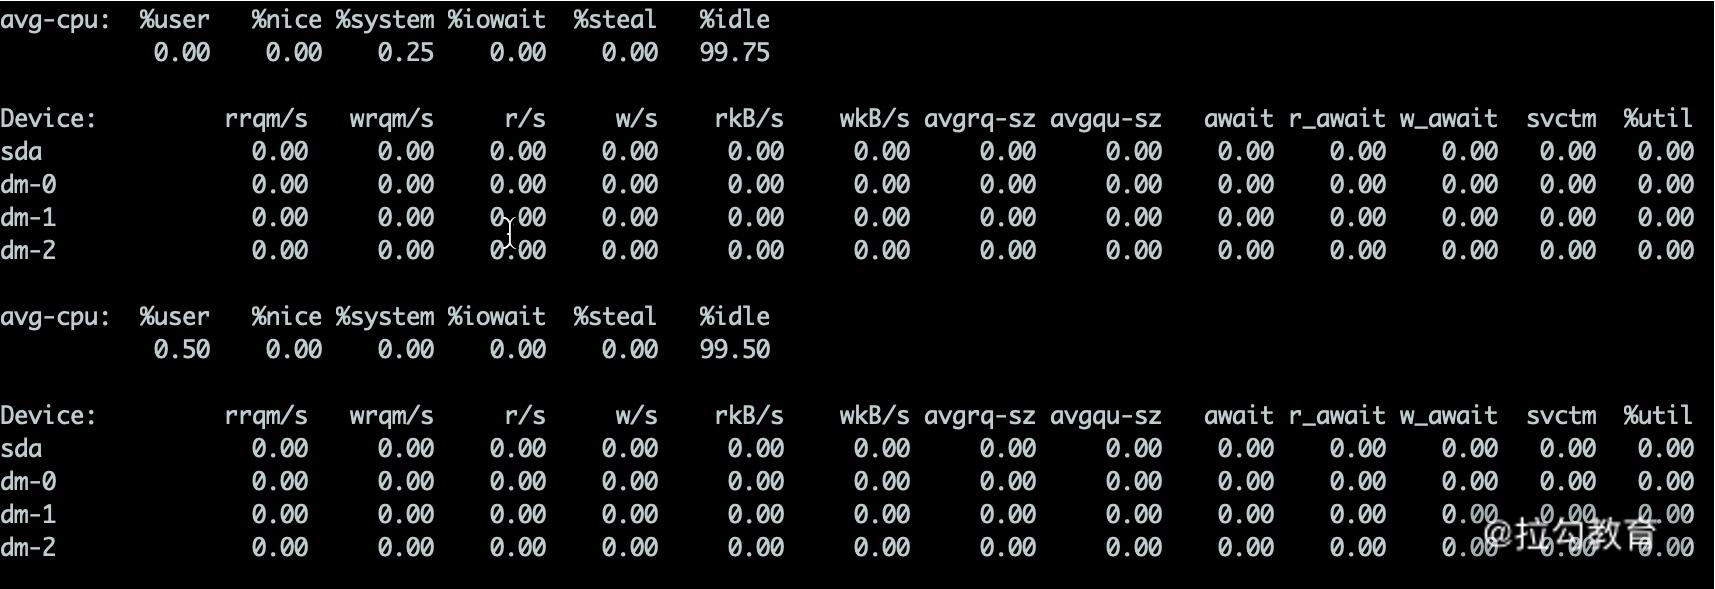 avg-cpu:  %user   %nice %system %iowait  %steal   %idle
           0.00    0.00    0.25    0.00    0.00   99.75
Device:         rrqm/s   wrqm/s     r/s     w/s    rkB/s    wkB/s avgrq-sz avgqu-sz   await r_await w_await  svctm  %util
sda               0.00     0.00    0.00    0.00     0.00     0.00     0.00     0.00    0.00    0.00    0.00   0.00   0.00
dm-0              0.00     0.00    0.00    0.00     0.00     0.00     0.00     0.00    0.00    0.00    0.00   0.00   0.00
dm-1              0.00     0.00    0.00    0.00     0.00     0.00     0.00     0.00    0.00    0.00    0.00   0.00   0.00
dm-2              0.00     0.00    0.00    0.00     0.00     0.00     0.00     0.00    0.00    0.00    0.00   0.00   0.00
avg-cpu:  %user   %nice %system %iowait  %steal   %idle
           0.50    0.00    0.00    0.00    0.00   99.50
Device:         rrqm/s   wrqm/s     r/s     w/s    rkB/s    wkB/s avgrq-sz avgqu-sz   await r_await w_await  svctm  %util
sda               0.00     0.00    0.00    0.00     0.00     0.00     0.00     0.00    0.00    0.00    0.00   0.00   0.00
dm-0              0.00     0.00    0.00    0.00     0.00     0.00     0.00     0.00    0.00    0.00    0.00   0.00   0.00
dm-1              0.00     0.00    0.00    0.00     0.00     0.00     0.00     0.00    0.00    0.00    0.00   0.00   0.00
dm-2              0.00     0.00    0.00    0.00     0.00     0.00     0.00     0.00    0.00    0.00    0.00   0.00   0.00
@拉勾教育